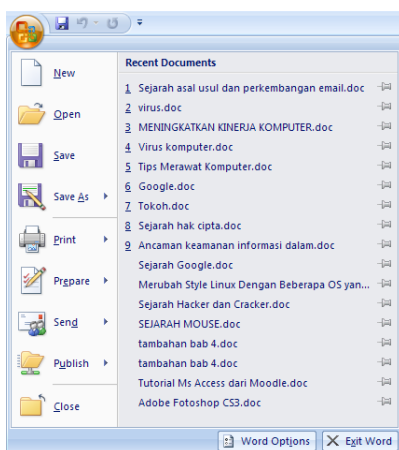 New
Open
Save
Save As
Print
Prepare
Send
Publish
Close
Recent Documents
1 Sejarah asal usul dan perkembangan email.doc
2 virus.doc
3 MENINGKATKAN KINERJA KOMPUTER.doc
4 Virus komputer.doc
5 Tips Merawat Komputer.doc
6 Google.doc
7 Tokoh.doc
8 Sejarah hak cipta.doc
9 Ancaman keamanan informasi dalam.doc
Sejarah Google.doc
Merubah Style Linux Dengan Beberapa OS yan...
Sejarah Hacker dan Cracker.doc
SEJARAH MOUSE.doc
tambahan bab 4.doc
tambahan bab 4.doc
Tutorial Ms Access dari Moodle.doc
Adobe Fotoshop CS3.doc
Word Options
Exit Word